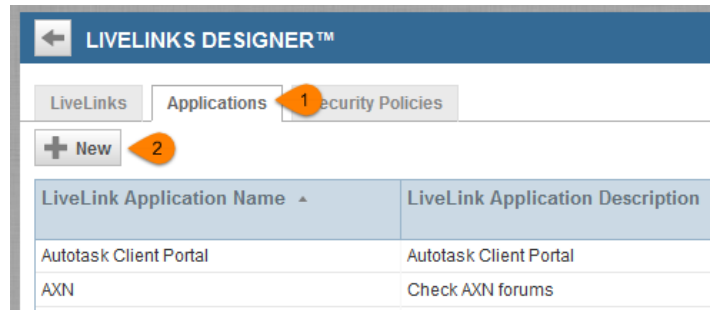 LIVELINKS DESIGNER™
LiveLinks Applications 1 ecurity Policies
New 2
LiveLink Application Name LiveLink Application Description
Autotask Client Portal Autotask Client Portal
AXN Check AXN forums